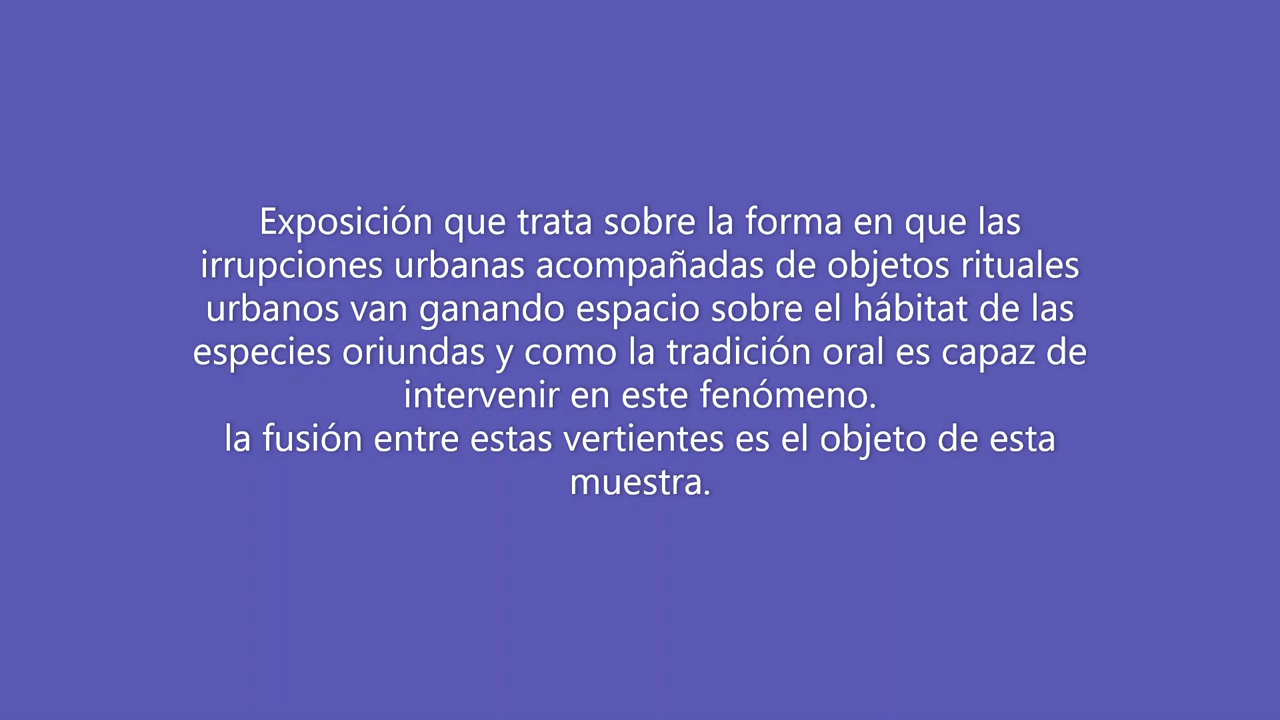 Exposición que trata sobre la forma en que las
irrupciones urbanas acompañadas de objetos rituales
urbanos van ganando espacio sobre el hábitat de las
especies oriundas y como la tradición oral es capaz de
intervenir en este fenómeno.
la fusión entre estas vertientes es el objeto de esta
muestra.